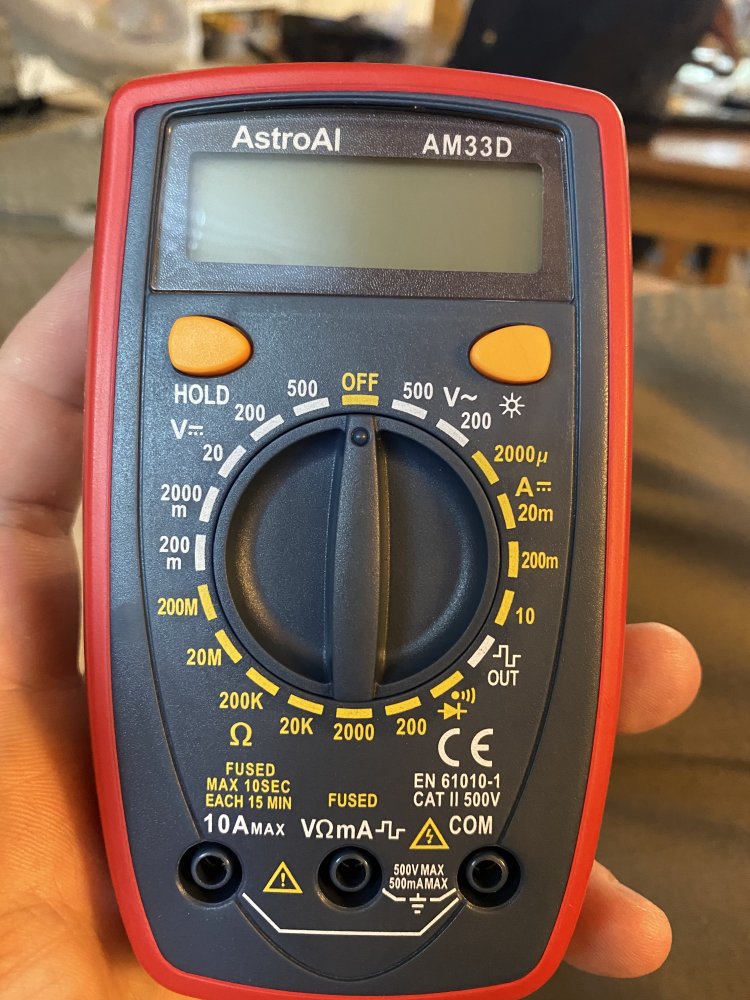 AstroAI AM33D
HOLD
OFF
500 V~
200
2000µ
A⎓
20m
200m
10
OUT
200
2000
20K
200K
Ω
20M
200M
200
m
2000
m
20
V⎓
200
500
FUSED
MAX 10SEC
EACH 15 MIN
10AMAX
FUSED
VΩmA
CE
EN 61010-1
CAT II 500V
COM
500V MAX
500mA MAX